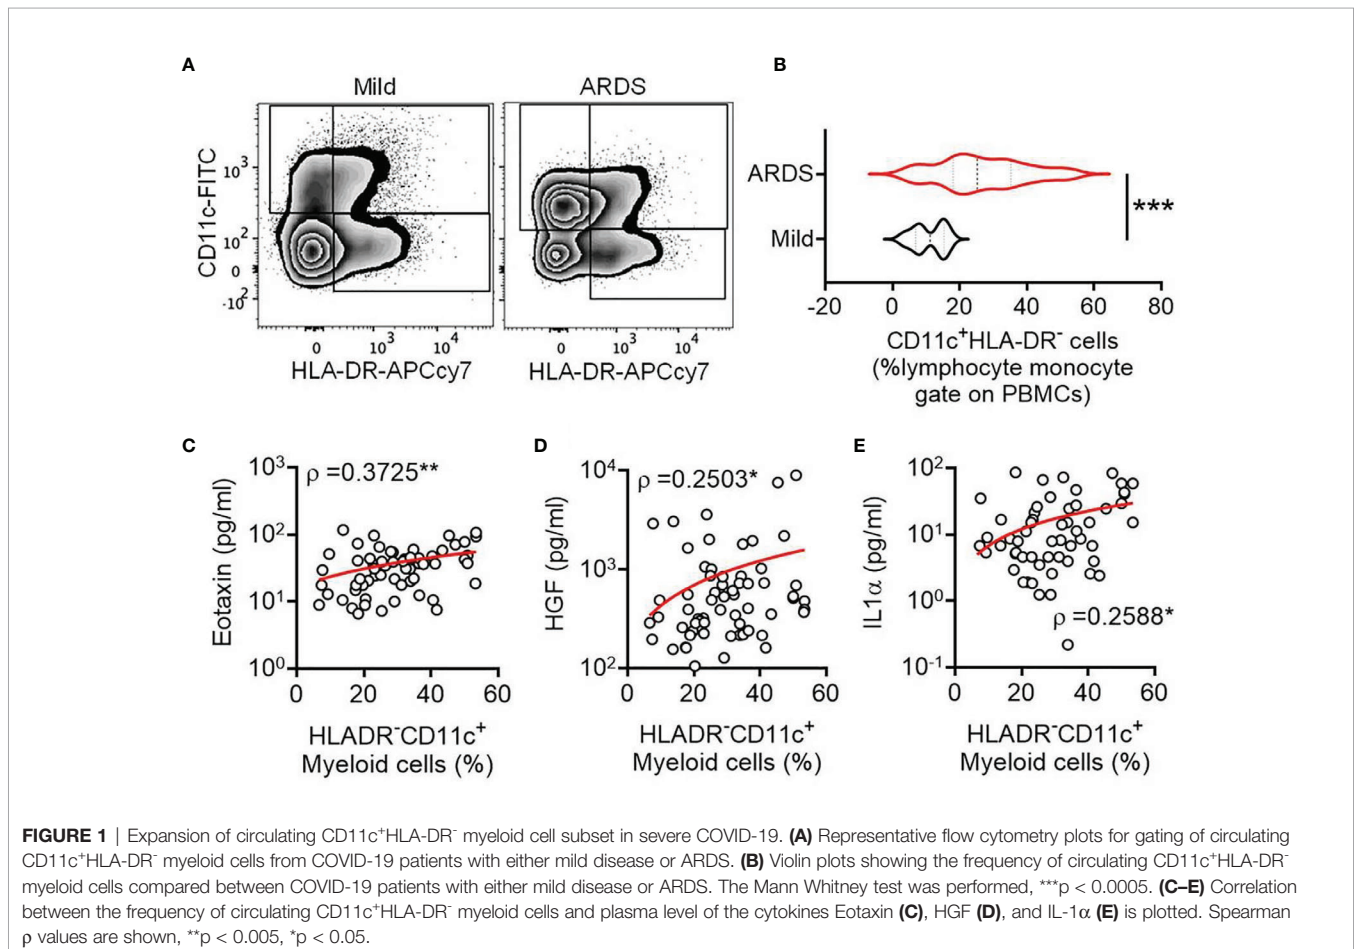 A
Mild
ARDS
CD11c-FITC
10³
10²
0
-10²
0 10³ 10⁴
0 10³ 10⁴
HLA-DR-APCcy7
HLA-DR-APCcy7
B
ARDS
Mild
***
-20 0 20 40 60 80
CD11c⁺HLA-DR⁻ cells
(%lymphocyte monocyte
gate on PBMCs)
C
ρ =0.3725**
Eotaxin (pg/ml)
10³
10²
10¹
10⁰
0 20 40 60
HLADR⁻CD11c⁺
Myeloid cells (%)
D
ρ =0.2503*
HGF (pg/ml)
10⁴
10³
10²
0 20 40 60
HLADR⁻CD11c⁺
Myeloid cells (%)
E
IL1α (pg/ml)
10²
10¹
10⁰
10⁻¹
ρ =0.2588*
0 20 40 60
HLADR⁻CD11c⁺
Myeloid cells (%)
FIGURE 1 | Expansion of circulating CD11c⁺HLA-DR⁻ myeloid cell subset in severe COVID-19. (A) Representative flow cytometry plots for gating of circulating
CD11c⁺HLA-DR⁻ myeloid cells from COVID-19 patients with either mild disease or ARDS. (B) Violin plots showing the frequency of circulating CD11c⁺HLA-DR⁻
myeloid cells compared between COVID-19 patients with either mild disease or ARDS. The Mann Whitney test was performed, ***p < 0.0005. (C–E) Correlation
between the frequency of circulating CD11c⁺HLA-DR⁻ myeloid cells and plasma level of the cytokines Eotaxin (C), HGF (D), and IL-1α (E) is plotted. Spearman
ρ values are shown, **p < 0.005, *p < 0.05.